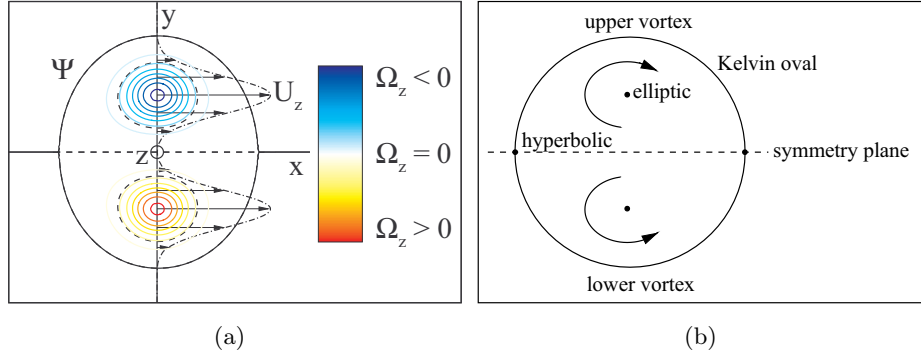 y
Ψ
U_z
z
x
Ω_z < 0
Ω_z = 0
Ω_z > 0
(a)
upper vortex
Kelvin oval
elliptic
hyperbolic
symmetry plane
lower vortex
(b)